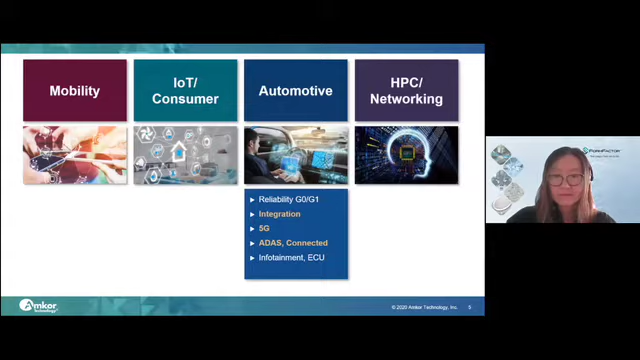 Mobility
IoT/
Consumer
Automotive
HPC/
Networking
Reliability G0/G1
Integration
5G
ADAS, Connected
Infotainment, ECU
Amkor
Technology
© 2020 Amkor Technology, Inc.
5
FORMFACTOR